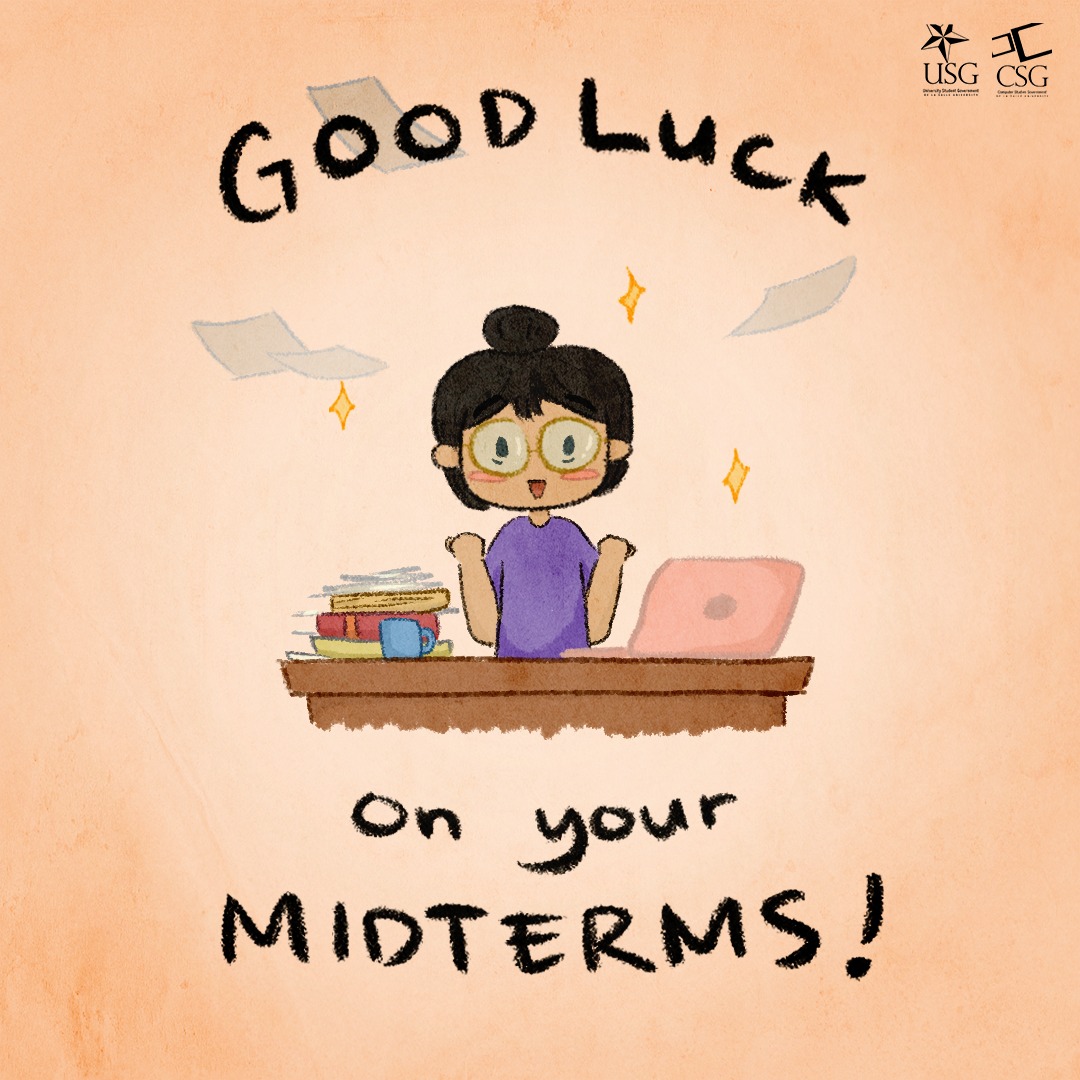 USG
University Student Government
DE LA SALLE UNIVERSITY
CSG
Computer Studies Government
DE LA SALLE UNIVERSITY
GOOD LUCK
on your
MIDTERMS!